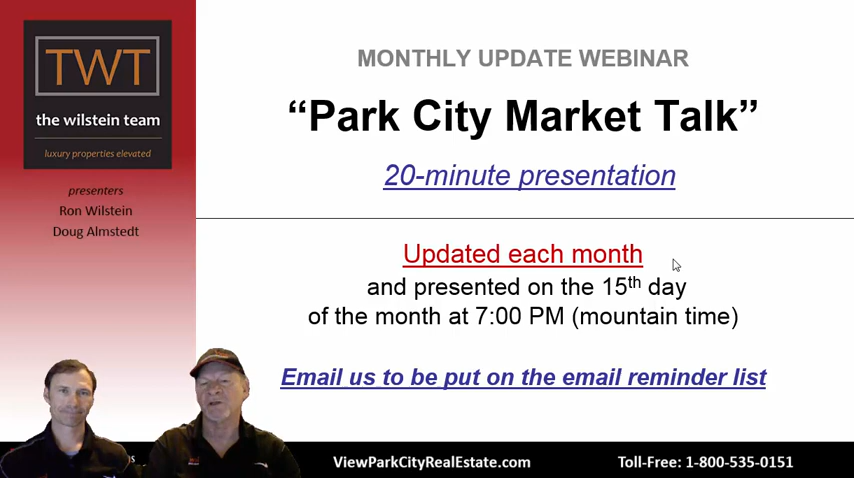 TWT
the wilstein team
luxury properties elevated
presenters
Ron Wilstein
Doug Almstedt
MONTHLY UPDATE WEBINAR
“Park City Market Talk”
20-minute presentation
Updated each month
and presented on the 15th day
of the month at 7:00 PM (mountain time)
Email us to be put on the email reminder list
ViewParkCityRealEstate.com
Toll-Free: 1-800-535-0151